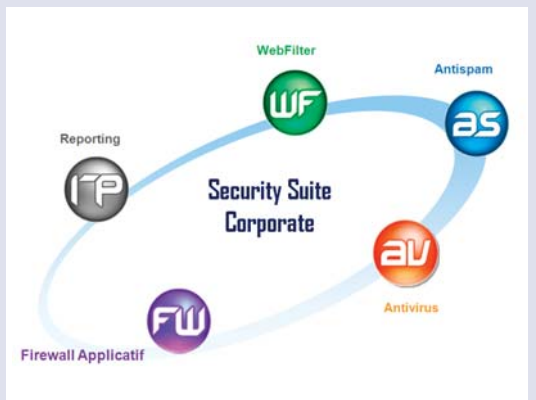 WebFilter
WF
Antispam
as
Reporting
rp
Security Suite
Corporate
av
Antivirus
FW
Firewall Applicatif